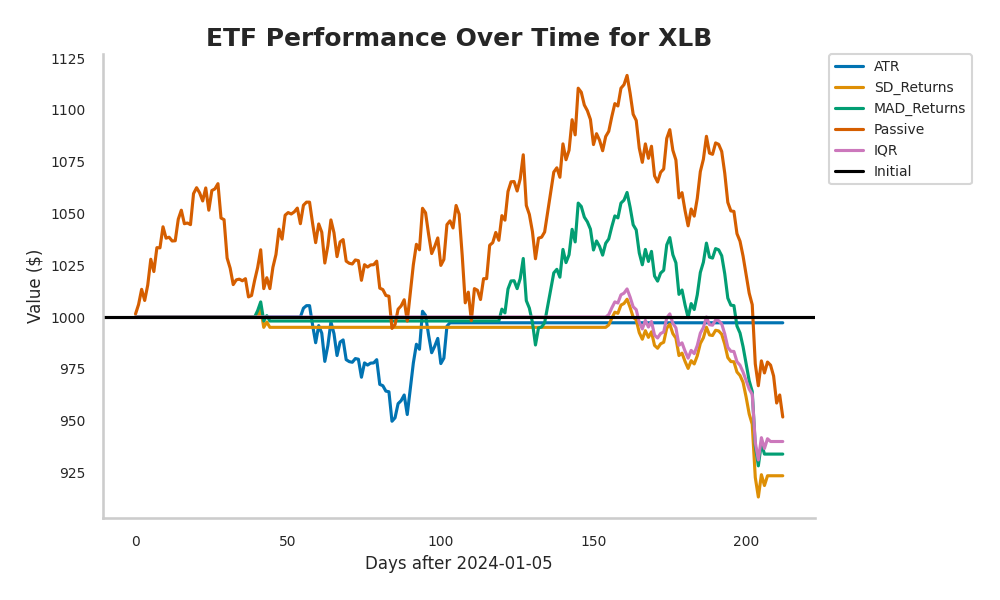 ETF Performance Over Time for XLB
Value ($)
1125
1100
1075
1050
1025
1000
975
950
925
0
50
100
150
200
Days after 2024-01-05
ATR
SD_Returns
MAD_Returns
Passive
IQR
Initial